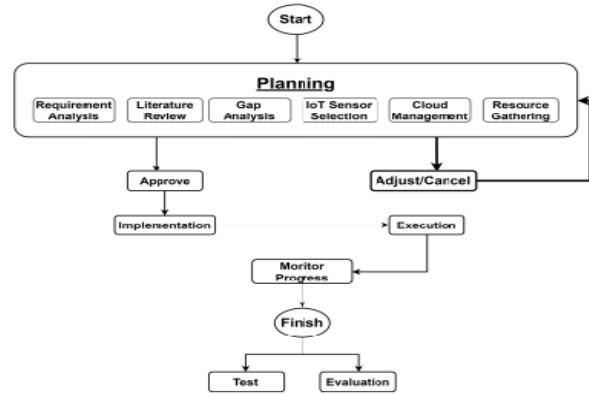 Start
Planning
Requirement
Analysis
Literature
Review
Gap
Analysis
IoT Sensor
Selection
Cloud
Management
Resource
Gathering
Approve
Adjust/Cancel
Implementation
Execution
Moritor
Progress
Finish
Test
Evaluation